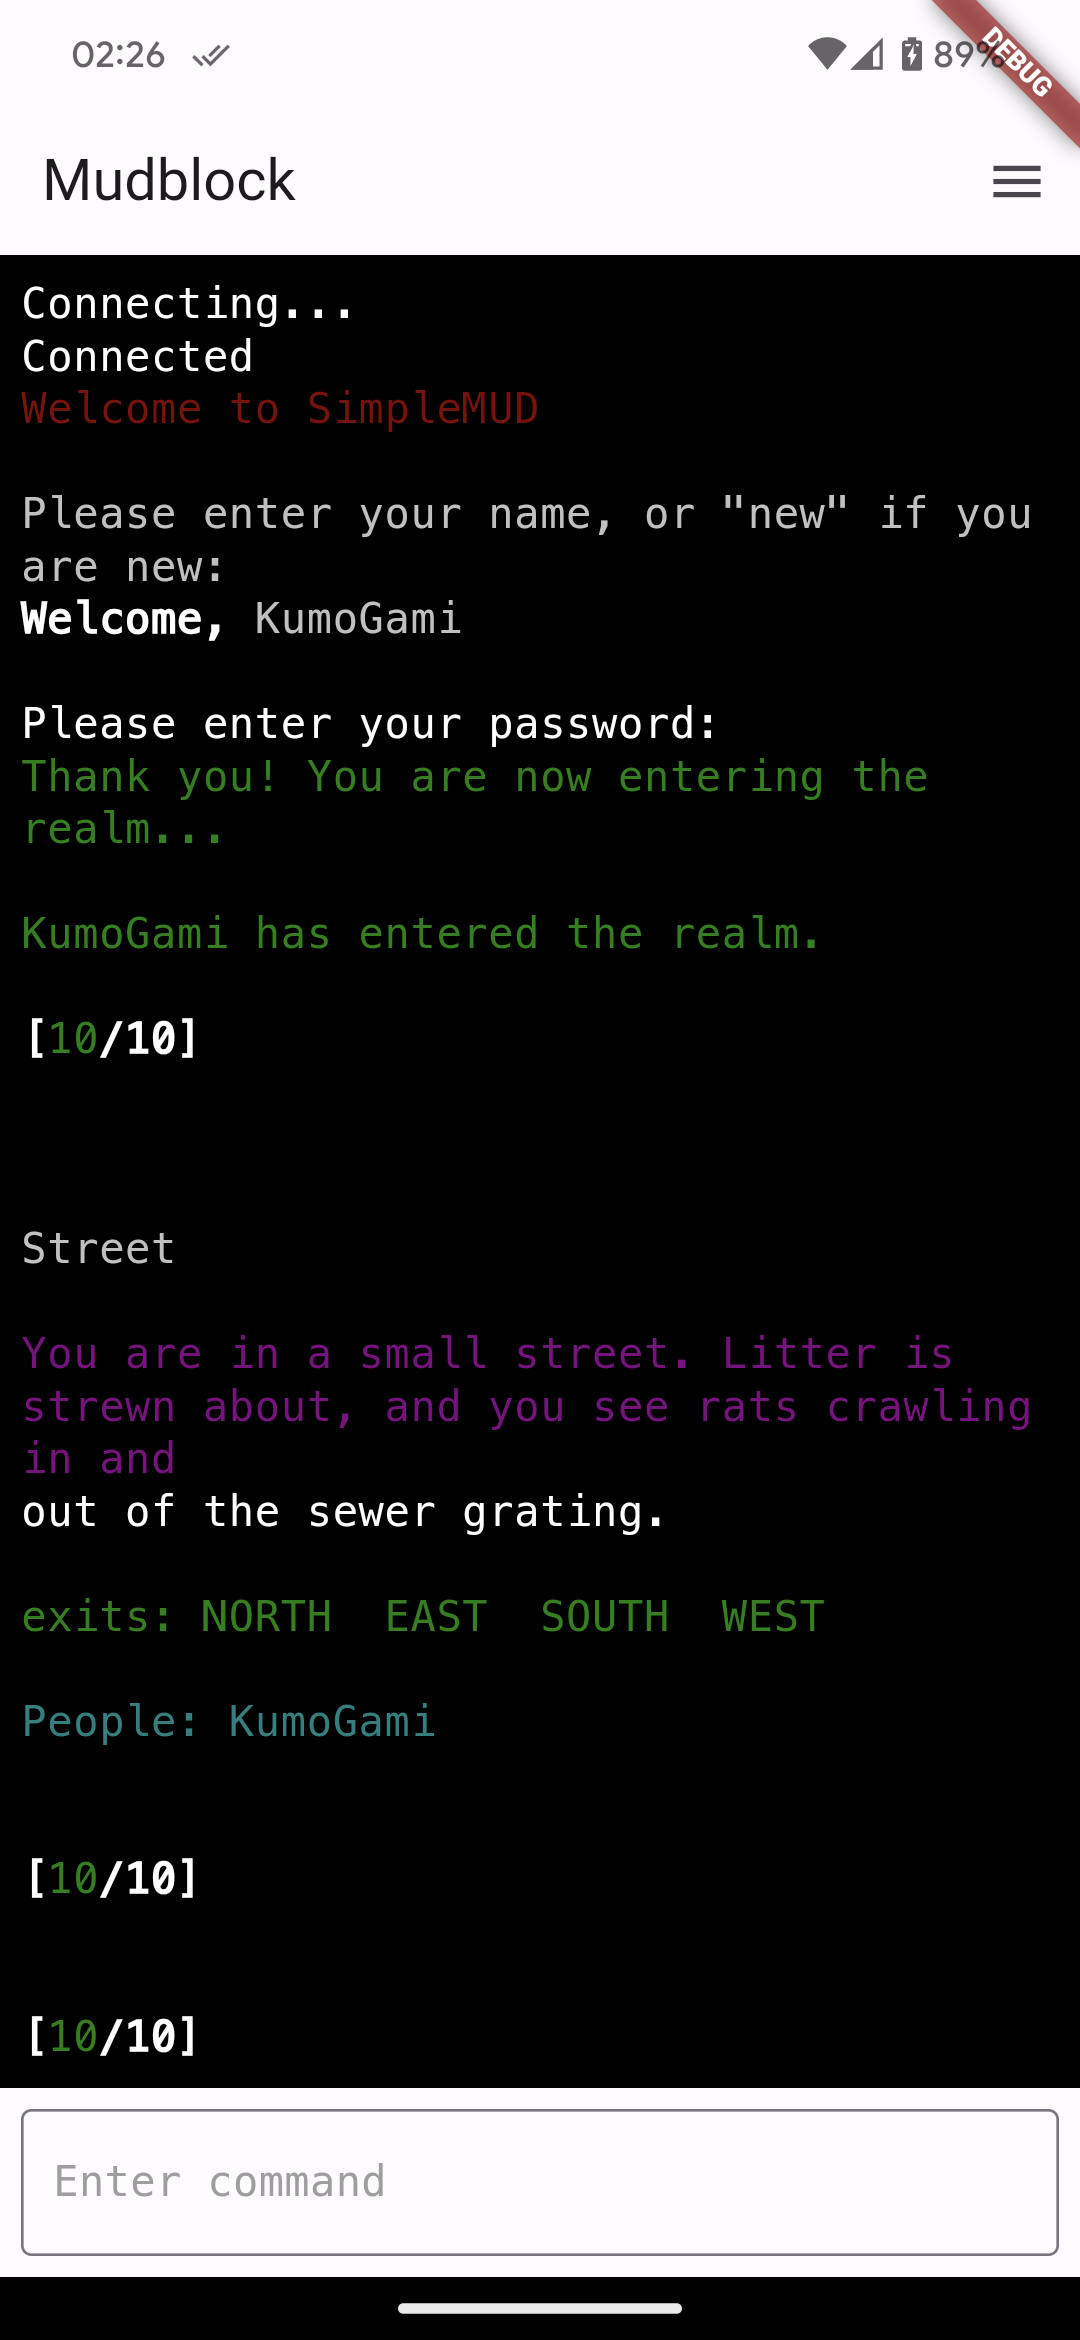 02:26
89%
DEBUG
Mudblock
Connecting...
Connected
Welcome to SimpleMUD
Please enter your name, or "new" if you
are new:
Welcome, KumoGami
Please enter your password:
Thank you! You are now entering the
realm...
KumoGami has entered the realm.
[10/10]
Street
You are in a small street. Litter is
strewn about, and you see rats crawling
in and
out of the sewer grating.
exits: NORTH  EAST  SOUTH  WEST
People: KumoGami
[10/10]
[10/10]
Enter command